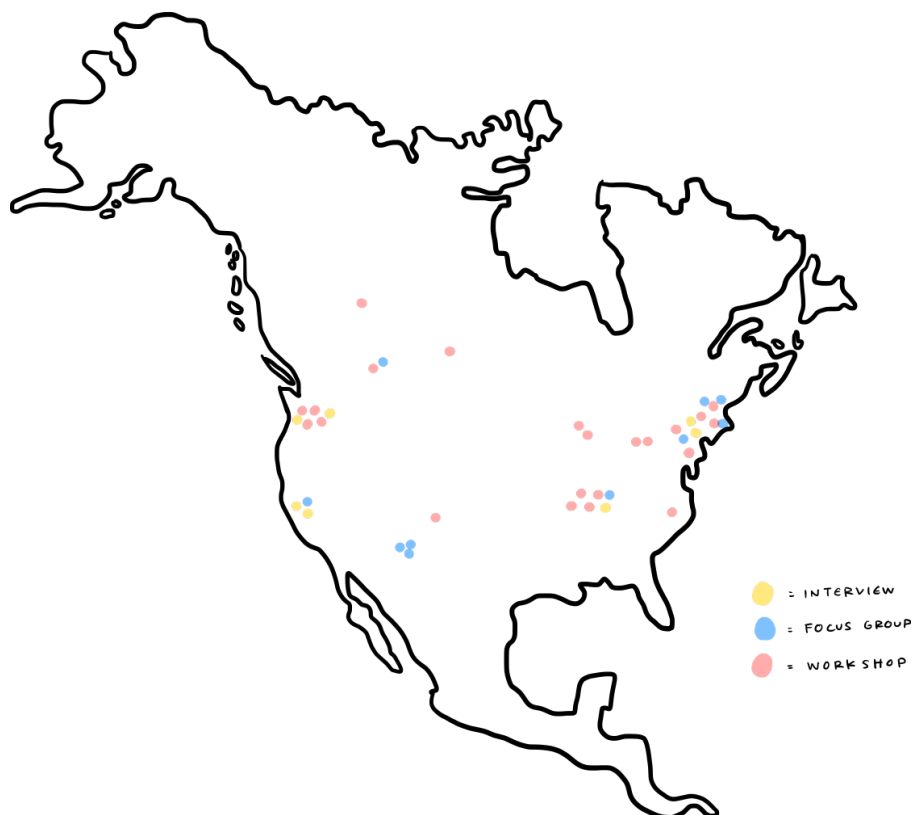 = INTERVIEW
= FOCUS GROUP
= WORKSHOP